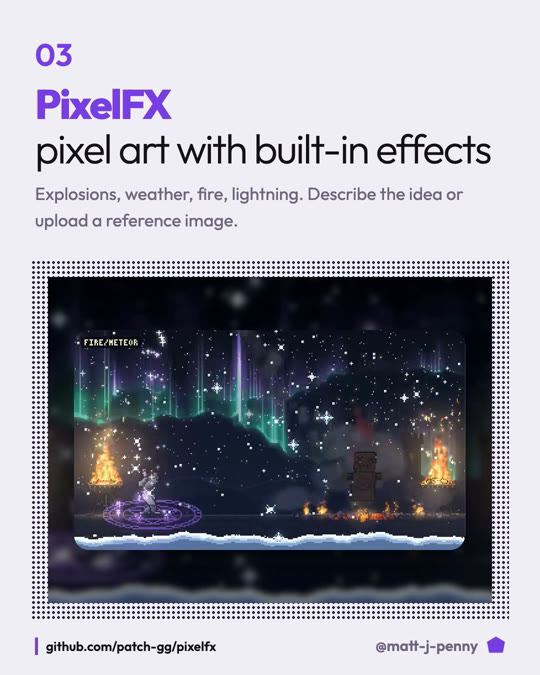 03
PixelFX
pixel art with built-in effects
Explosions, weather, fire, lightning. Describe the idea or
upload a reference image.
FIRE/METEOR
github.com/patch-gg/pixelfx
@matt-j-penny